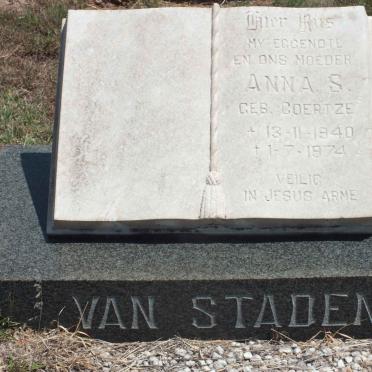 Hier Rus
MY EGGENOTE
EN ONS MOEDER
ANNA S.
GEB. COERTZE
* 13-11-1940
† 1-7-1974
VEILIG
IN JESUS ARME
VAN STADEN